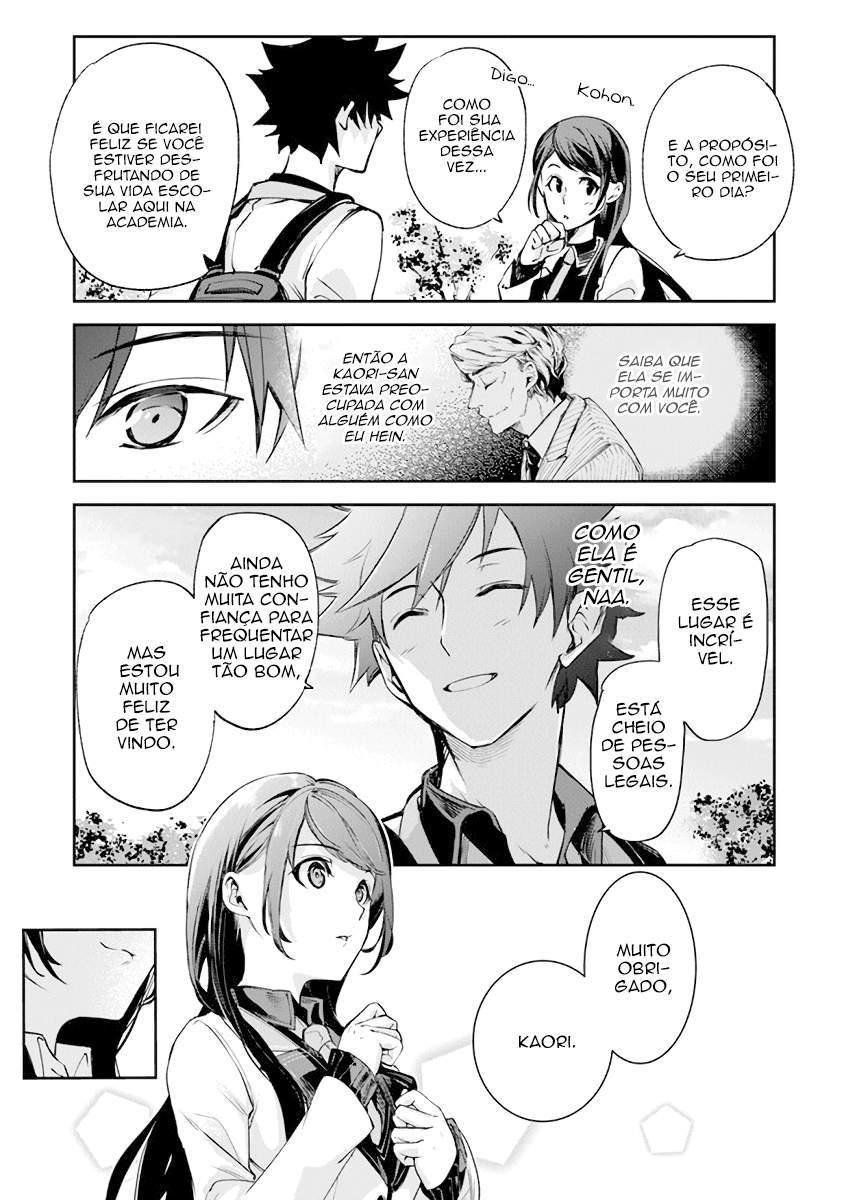 E A PROPÓSI-
TO, COMO FOI
O SEU PRIMEI-
RO DIA?
Kohon.
Digo...
COMO
FOI SUA
EXPERIÊNCIA
DESSA
VEZ...
É QUE FICAREI
FELIZ SE VOCÊ
ESTIVER DES-
FRUTANDO DE
SUA VIDA ESCO-
LAR AQUI NA
ACADEMIA.
SAIBA QUE
ELA SE IM-
PORTA MUITO
COM VOCÊ.
ENTÃO A
KAORI-SAN
ESTAVA PREO-
CUPADA COM
ALGUÉM COMO
EU HEIN.
ESSE
LUGAR É
INCRÍ-
VEL.
ESTÁ
CHEIO
DE PES-
SOAS
LEGAIS.
COMO
ELA É
GENTIL,
NAA.
AINDA
NÃO TENHO
MUITA CON-
FIANÇA PARA
FREQUENTAR
UM LUGAR
TÃO BOM,
MAS
ESTOU
MUITO
FELIZ
DE TER
VINDO.
MUITO
OBRI-
GADO,
KAORI.